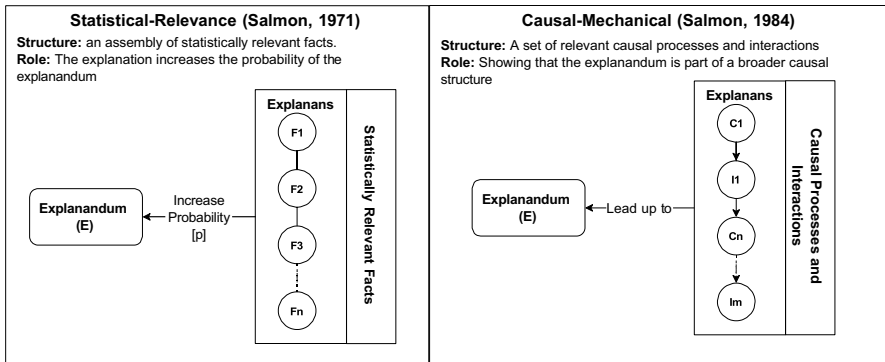 Statistical-Relevance (Salmon, 1971)
Structure: an assembly of statistically relevant facts.
Role: The explanation increases the probability of the
explanandum
Explanans
F1
F2
F3
Fn
Statistically Relevant Facts
Increase
Probability
[p]
Explanandum
(E)
Causal-Mechanical (Salmon, 1984)
Structure: A set of relevant causal processes and interactions
Role: Showing that the explanandum is part of a broader causal
structure
Explanans
C1
I1
Cn
Im
Causal Processes and
Interactions
Lead up to
Explanandum
(E)